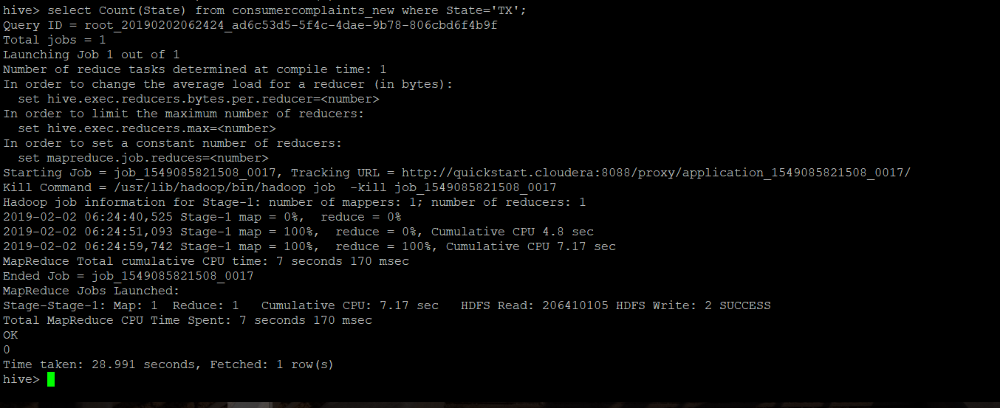 hive> select Count(State) from consumercomplaints_new where State='TX';
Query ID = root_20190202062424_ad6c53d5-5f4c-4dae-9b78-806cbd6f4b9f
Total jobs = 1
Launching Job 1 out of 1
Number of reduce tasks determined at compile time: 1
In order to change the average load for a reducer (in bytes):
  set hive.exec.reducers.bytes.per.reducer=<number>
In order to limit the maximum number of reducers:
  set hive.exec.reducers.max=<number>
In order to set a constant number of reducers:
  set mapreduce.job.reduces=<number>
Starting Job = job_1549085821508_0017, Tracking URL = http://quickstart.cloudera:8088/proxy/application_1549085821508_0017/
Kill Command = /usr/lib/hadoop/bin/hadoop job  -kill job_1549085821508_0017
Hadoop job information for Stage-1: number of mappers: 1; number of reducers: 1
2019-02-02 06:24:40,525 Stage-1 map = 0%,  reduce = 0%
2019-02-02 06:24:51,093 Stage-1 map = 100%,  reduce = 0%, Cumulative CPU 4.8 sec
2019-02-02 06:24:59,742 Stage-1 map = 100%,  reduce = 100%, Cumulative CPU 7.17 sec
MapReduce Total cumulative CPU time: 7 seconds 170 msec
Ended Job = job_1549085821508_0017
MapReduce Jobs Launched:
Stage-Stage-1: Map: 1  Reduce: 1   Cumulative CPU: 7.17 sec   HDFS Read: 206410105 HDFS Write: 2 SUCCESS
Total MapReduce CPU Time Spent: 7 seconds 170 msec
OK
0
Time taken: 28.991 seconds, Fetched: 1 row(s)
hive>